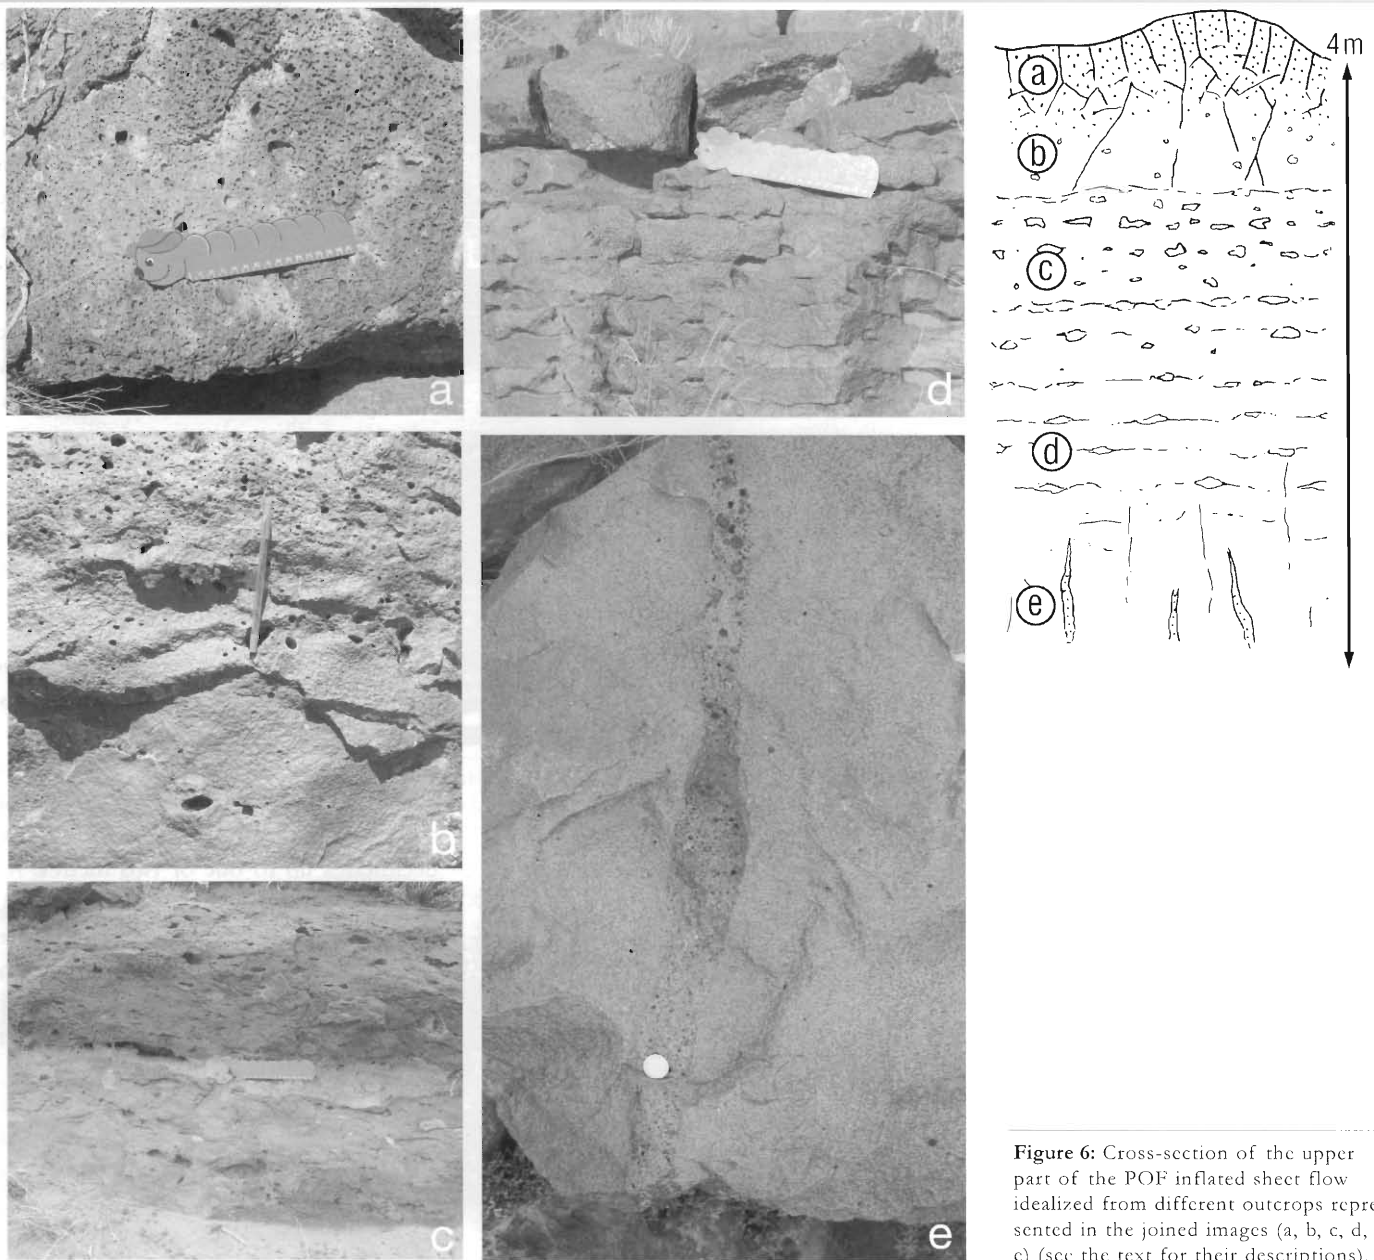 a
d
b
c
e
4m
a
b
c
d
e
Figure 6: Cross-section of the upper
part of the POF inflated sheet flow
idealized from different outcrops repre-
sented in the joined images (a, b, c, d,
e) (see the text for their descriptions).